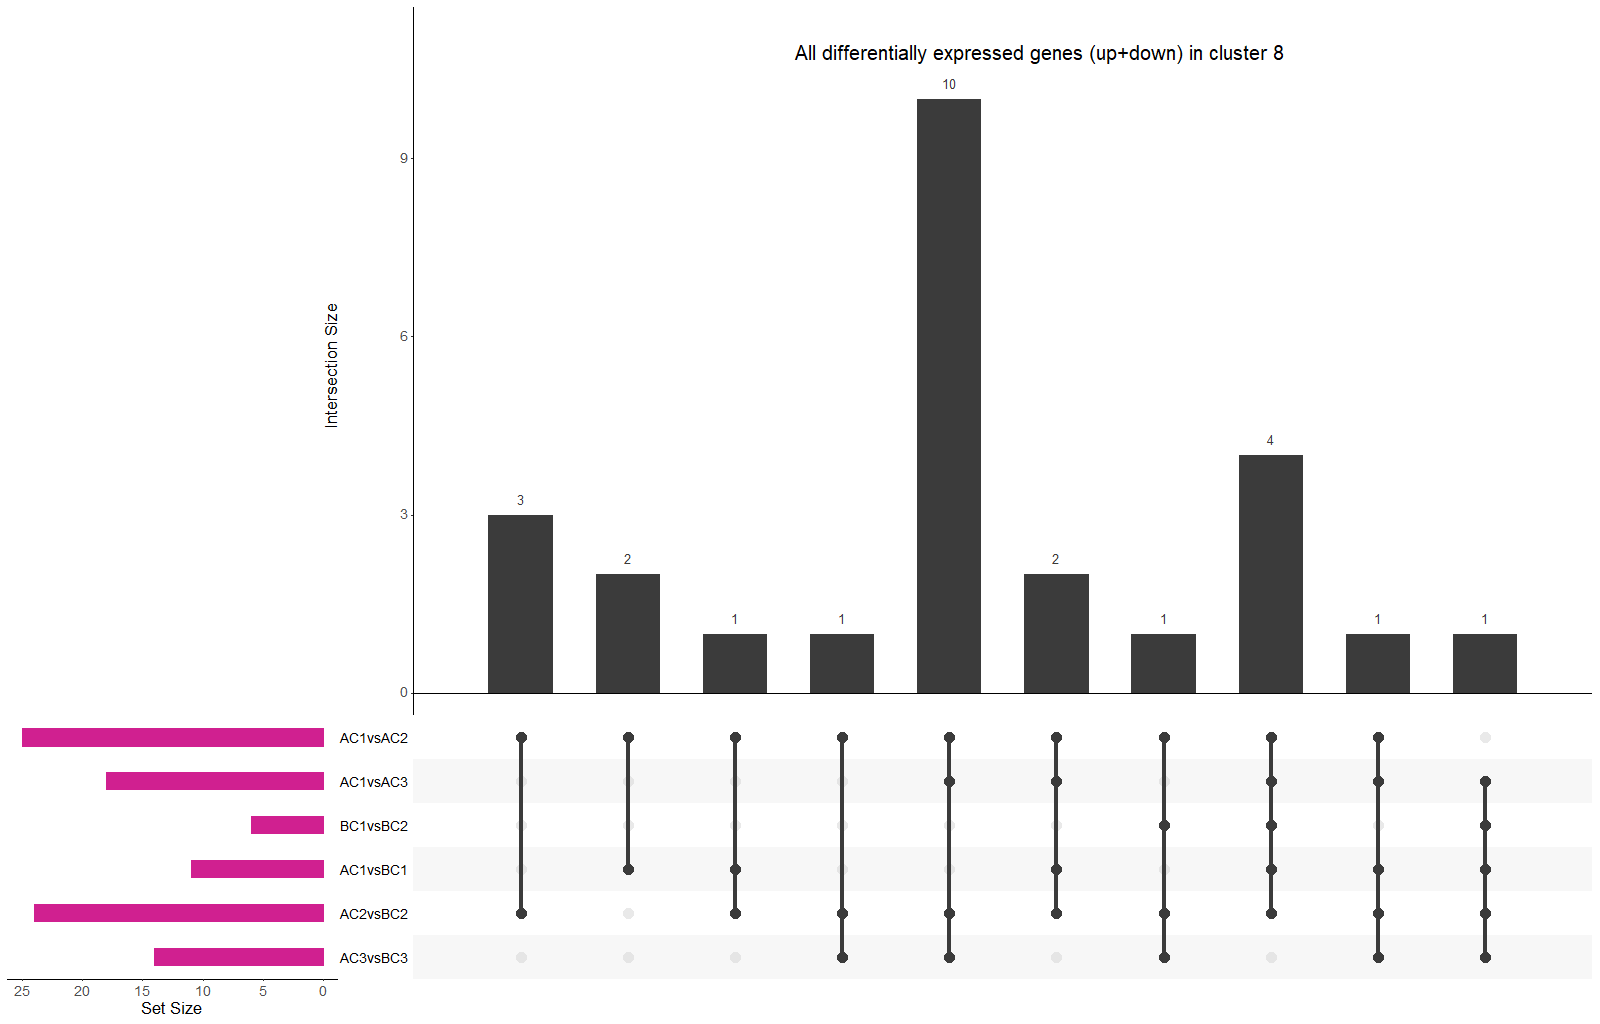 All differentially expressed genes (up+down) in cluster 8
10
9
Intersection Size
6
4
3
3
2
2
1
1
1
1
1
0
AC1vsAC2
AC1vsAC3
BC1vsBC2
AC1vsBC1
AC2vsBC2
AC3vsBC3
25 20 15 10 5 0
Set Size